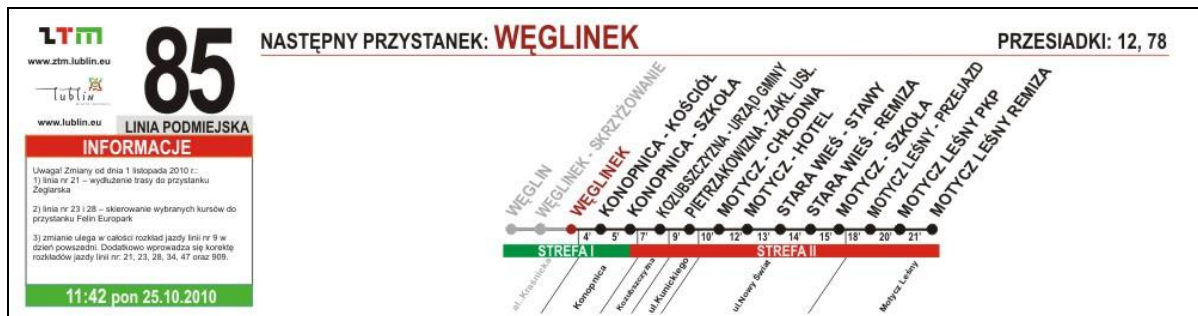 ZTM
www.ztm.lublin.eu
lublin
www.lublin.eu
85
LINIA PODMIEJSKA
NASTĘPNY PRZYSTANEK: WĘGLINEK
PRZESIADKI: 12, 78
INFORMACJE
Uwaga! Zmiany od dnia 1 listopada 2010 r.:
1) linia nr 21 – wydłużenie trasy do przystanku
Żeglarska
2) linia nr 23 i 28 – skierowanie wybranych kursów do
przystanku Felin Europark
3) zmianie ulega w całości rozkład jazdy linii nr 9 w
dzień powszedni. Dodatkowo wprowadza się korektę
rozkładów jazdy linii nr: 21, 23, 28, 34, 47 oraz 909.
11:42 pon 25.10.2010
WĘGLIN
WĘGLINEK - SKRZYŻOWANIE
WĘGLINEK
KONOPNICA - KOŚCIÓŁ
KONOPNICA - SZKOŁA
KOZUBSZCZYZNA - URZĄD GMINY
PIETRZAKOWIZNA - ZAKŁ. USŁ.
MOTYCZ - CHŁODNIA
MOTYCZ - HOTEL
STARA WIEŚ - STAWY
STARA WIEŚ - REMIZA
MOTYCZ - SZKOŁA
MOTYCZ LEŚNY - PRZEJAZD
MOTYCZ LEŚNY PKP
MOTYCZ LEŚNY REMIZA
4' 5' 7' 9' 10' 12' 13' 14' 15' 18' 20' 21'
STREFA I STREFA II
al. Kraśnicka
Konopnica
Kozubszczyzna
ul.Kunickiego
ul.Nowy Świat
Motycz Leśny